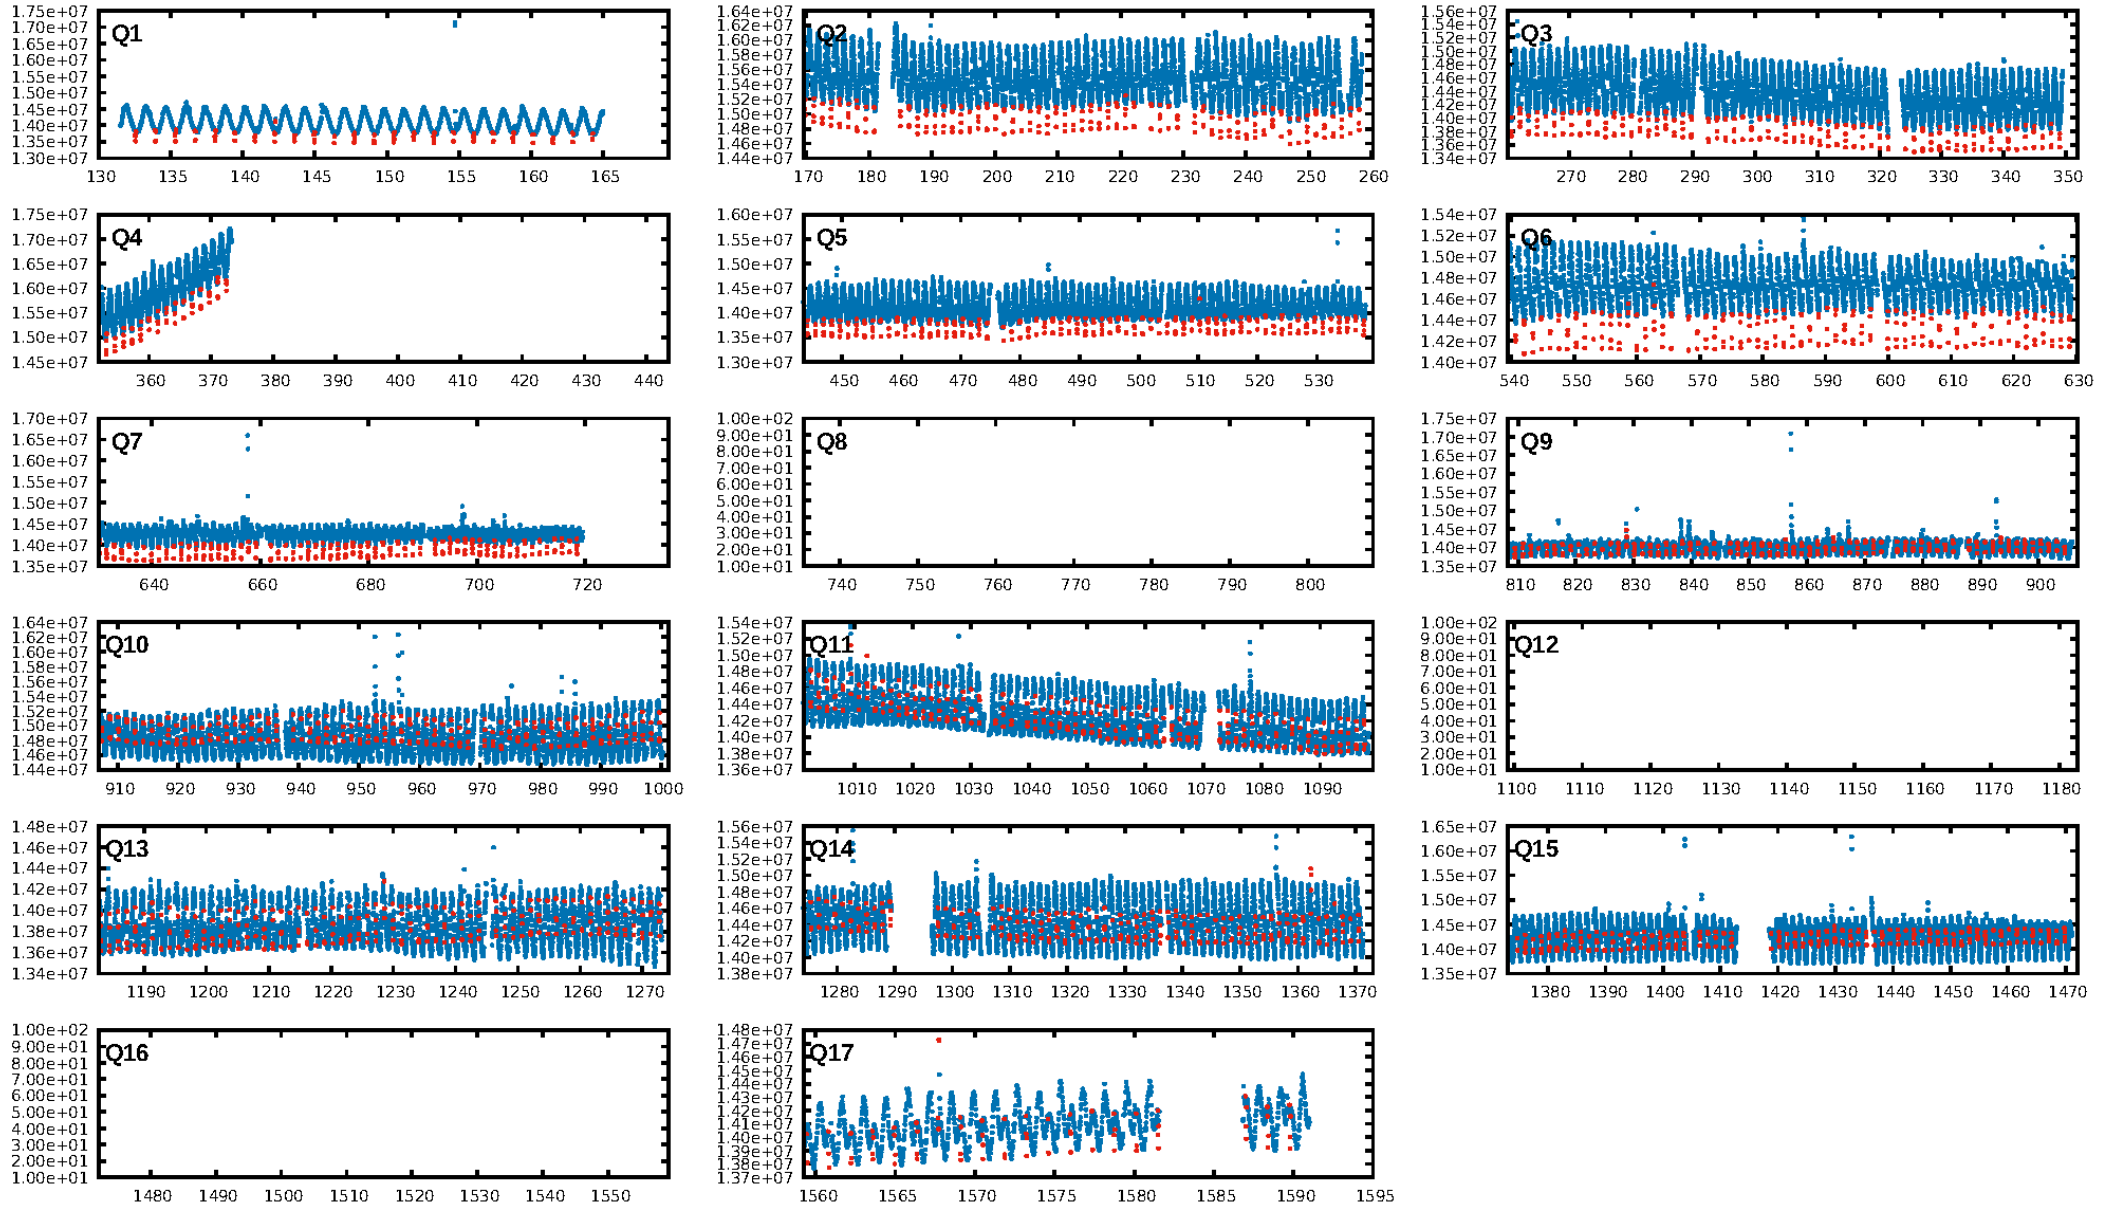 1.75e+07 1.70e+07 1.65e+07 1.60e+07 1.55e+07 1.50e+07 1.45e+07 1.40e+07 1.35e+07 1.30e+07
Q1
130 135 140 145 150 155 160 165
1.64e+07 1.62e+07 1.60e+07 1.58e+07 1.56e+07 1.54e+07 1.52e+07 1.50e+07 1.48e+07 1.46e+07 1.44e+07
Q2
170 180 190 200 210 220 230 240 250 260
1.56e+07 1.54e+07 1.52e+07 1.50e+07 1.48e+07 1.46e+07 1.44e+07 1.42e+07 1.40e+07 1.38e+07 1.36e+07 1.34e+07
Q3
270 280 290 300 310 320 330 340 350
1.75e+07 1.70e+07 1.65e+07 1.60e+07 1.55e+07 1.50e+07 1.45e+07
Q4
360 370 380 390 400 410 420 430 440
1.60e+07 1.55e+07 1.50e+07 1.45e+07 1.40e+07 1.35e+07 1.30e+07
Q5
450 460 470 480 490 500 510 520 530
1.54e+07 1.52e+07 1.50e+07 1.48e+07 1.46e+07 1.44e+07 1.42e+07 1.40e+07
Q6
540 550 560 570 580 590 600 610 620 630
1.70e+07 1.65e+07 1.60e+07 1.55e+07 1.50e+07 1.45e+07 1.40e+07 1.35e+07
Q7
640 660 680 700 720
1.00e+02 9.00e+01 8.00e+01 7.00e+01 6.00e+01 5.00e+01 4.00e+01 3.00e+01 2.00e+01 1.00e+01
Q8
740 750 760 770 780 790 800
1.75e+07 1.70e+07 1.65e+07 1.60e+07 1.55e+07 1.50e+07 1.45e+07 1.40e+07 1.35e+07
Q9
810 820 830 840 850 860 870 880 890 900
1.64e+07 1.62e+07 1.60e+07 1.58e+07 1.56e+07 1.54e+07 1.52e+07 1.50e+07 1.48e+07 1.46e+07 1.44e+07
Q10
910 920 930 940 950 960 970 980 990 1000
1.54e+07 1.52e+07 1.50e+07 1.48e+07 1.46e+07 1.44e+07 1.42e+07 1.40e+07 1.38e+07 1.36e+07
Q11
1010 1020 1030 1040 1050 1060 1070 1080 1090
1.00e+02 9.00e+01 8.00e+01 7.00e+01 6.00e+01 5.00e+01 4.00e+01 3.00e+01 2.00e+01 1.00e+01
Q12
1100 1110 1120 1130 1140 1150 1160 1170 1180
1.48e+07 1.46e+07 1.44e+07 1.42e+07 1.40e+07 1.38e+07 1.36e+07 1.34e+07
Q13
1190 1200 1210 1220 1230 1240 1250 1260 1270
1.56e+07 1.54e+07 1.52e+07 1.50e+07 1.48e+07 1.46e+07 1.44e+07 1.42e+07 1.40e+07 1.38e+07
Q14
1280 1290 1300 1310 1320 1330 1340 1350 1360 1370
1.65e+07 1.60e+07 1.55e+07 1.50e+07 1.45e+07 1.40e+07 1.35e+07
Q15
1380 1390 1400 1410 1420 1430 1440 1450 1460 1470
1.00e+02 9.00e+01 8.00e+01 7.00e+01 6.00e+01 5.00e+01 4.00e+01 3.00e+01 2.00e+01 1.00e+01
Q16
1480 1490 1500 1510 1520 1530 1540 1550
1.48e+07 1.47e+07 1.46e+07 1.45e+07 1.44e+07 1.43e+07 1.42e+07 1.41e+07 1.40e+07 1.39e+07 1.38e+07 1.37e+07
Q17
1560 1565 1570 1575 1580 1585 1590 1595